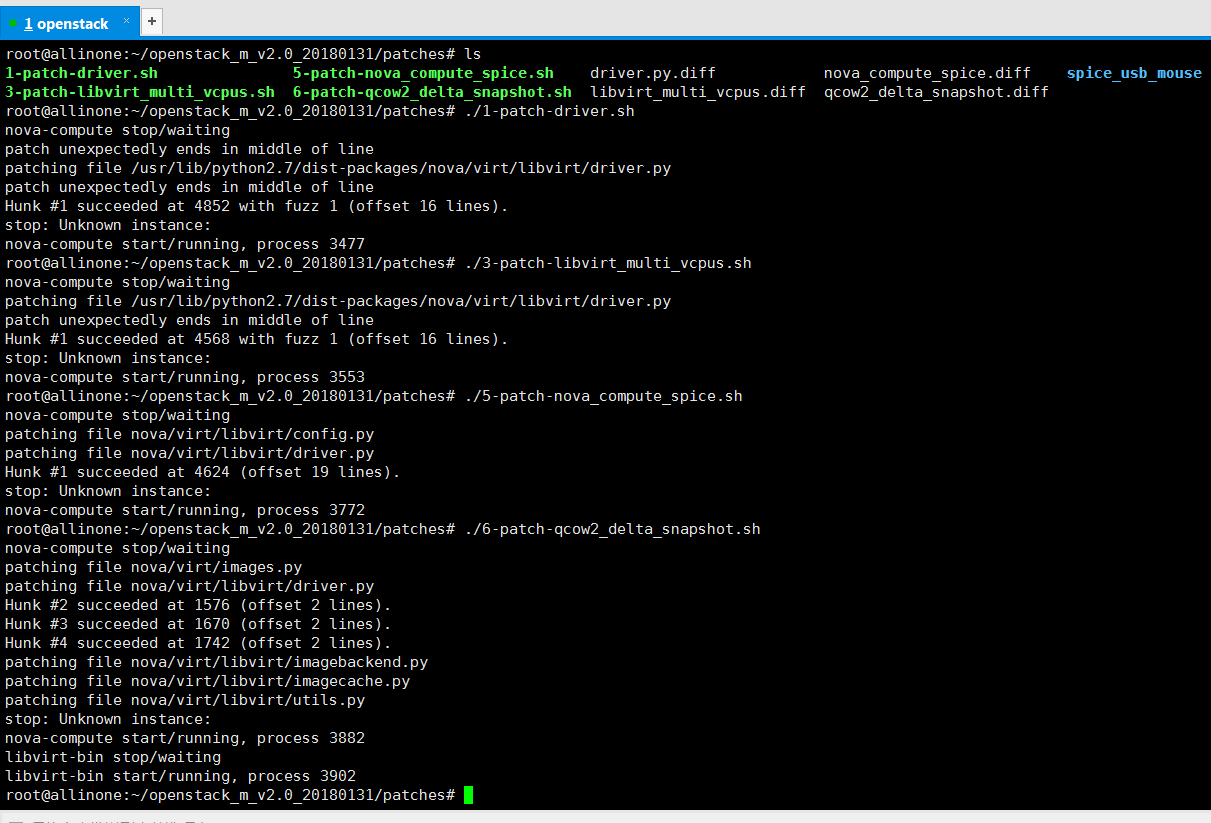 1 openstack × +
root@allinone:~/openstack_m_v2.0_20180131/patches# ls
1-patch-driver.sh 5-patch-nova_compute_spice.sh driver.py.diff nova_compute_spice.diff spice_usb_mouse
3-patch-libvirt_multi_vcpus.sh 6-patch-qcow2_delta_snapshot.sh libvirt_multi_vcpus.diff qcow2_delta_snapshot.diff
root@allinone:~/openstack_m_v2.0_20180131/patches# ./1-patch-driver.sh
nova-compute stop/waiting
patch unexpectedly ends in middle of line
patching file /usr/lib/python2.7/dist-packages/nova/virt/libvirt/driver.py
patch unexpectedly ends in middle of line
Hunk #1 succeeded at 4852 with fuzz 1 (offset 16 lines).
stop: Unknown instance:
nova-compute start/running, process 3477
root@allinone:~/openstack_m_v2.0_20180131/patches# ./3-patch-libvirt_multi_vcpus.sh
nova-compute stop/waiting
patching file /usr/lib/python2.7/dist-packages/nova/virt/libvirt/driver.py
patch unexpectedly ends in middle of line
Hunk #1 succeeded at 4568 with fuzz 1 (offset 16 lines).
stop: Unknown instance:
nova-compute start/running, process 3553
root@allinone:~/openstack_m_v2.0_20180131/patches# ./5-patch-nova_compute_spice.sh
nova-compute stop/waiting
patching file nova/virt/libvirt/config.py
patching file nova/virt/libvirt/driver.py
Hunk #1 succeeded at 4624 (offset 19 lines).
stop: Unknown instance:
nova-compute start/running, process 3772
root@allinone:~/openstack_m_v2.0_20180131/patches# ./6-patch-qcow2_delta_snapshot.sh
nova-compute stop/waiting
patching file nova/virt/images.py
patching file nova/virt/libvirt/driver.py
Hunk #2 succeeded at 1576 (offset 2 lines).
Hunk #3 succeeded at 1670 (offset 2 lines).
Hunk #4 succeeded at 1742 (offset 2 lines).
patching file nova/virt/libvirt/imagebackend.py
patching file nova/virt/libvirt/imagecache.py
patching file nova/virt/libvirt/utils.py
stop: Unknown instance:
nova-compute start/running, process 3882
libvirt-bin stop/waiting
libvirt-bin start/running, process 3902
root@allinone:~/openstack_m_v2.0_20180131/patches#